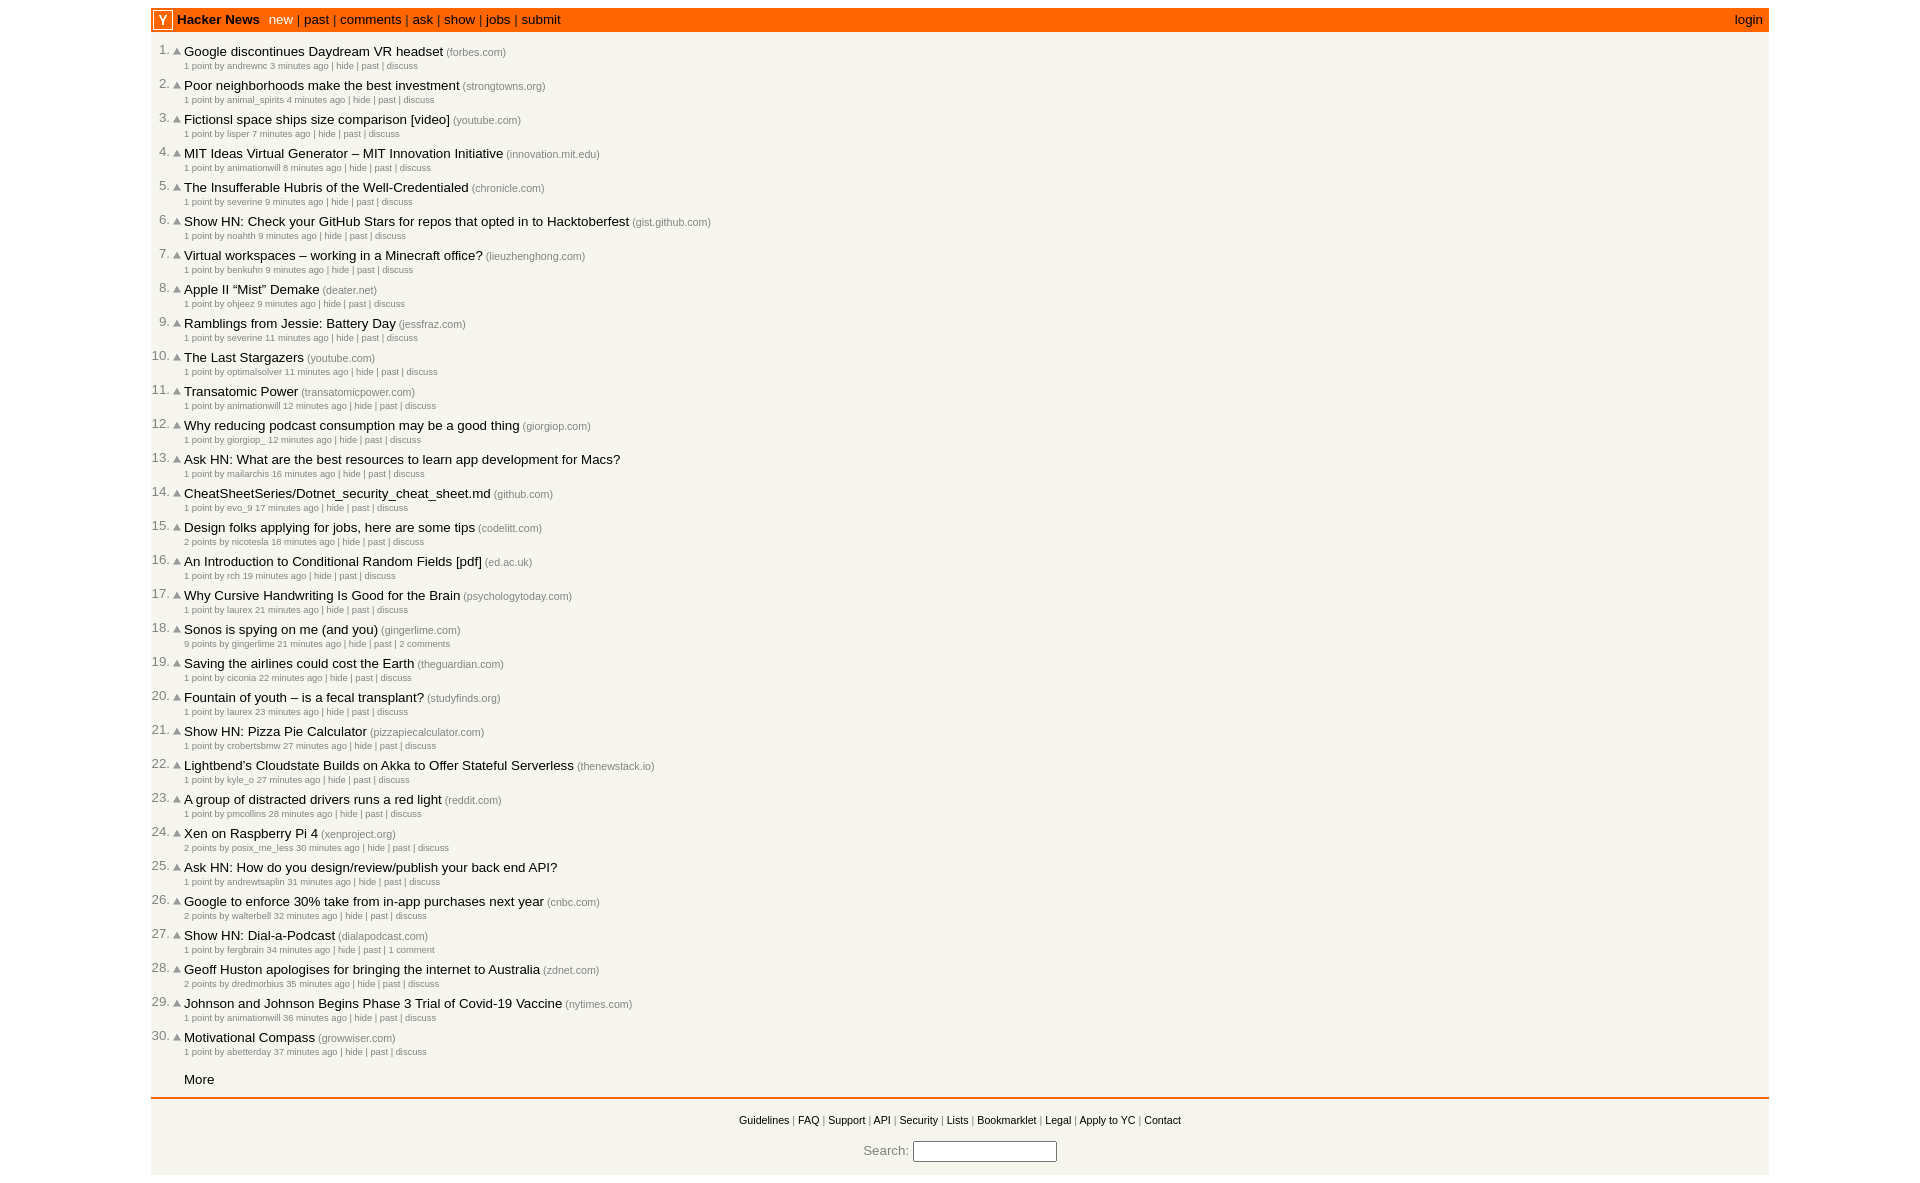 Y Hacker News new | past | comments | ask | show | jobs | submit login
1. Google discontinues Daydream VR headset (forbes.com)
1 point by andrewnc 3 minutes ago | hide | past | discuss
2. Poor neighborhoods make the best investment (strongtowns.org)
1 point by animal_spirits 4 minutes ago | hide | past | discuss
3. Fictionsl space ships size comparison [video] (youtube.com)
1 point by lisper 7 minutes ago | hide | past | discuss
4. MIT Ideas Virtual Generator – MIT Innovation Initiative (innovation.mit.edu)
1 point by animationwill 8 minutes ago | hide | past | discuss
5. The Insufferable Hubris of the Well-Credentialed (chronicle.com)
1 point by severine 9 minutes ago | hide | past | discuss
6. Show HN: Check your GitHub Stars for repos that opted in to Hacktoberfest (gist.github.com)
1 point by noahth 9 minutes ago | hide | past | discuss
7. Virtual workspaces – working in a Minecraft office? (lieuzhenghong.com)
1 point by benkuhn 9 minutes ago | hide | past | discuss
8. Apple II “Mist” Demake (deater.net)
1 point by ohjeez 9 minutes ago | hide | past | discuss
9. Ramblings from Jessie: Battery Day (jessfraz.com)
1 point by severine 11 minutes ago | hide | past | discuss
10. The Last Stargazers (youtube.com)
1 point by optimalsolver 11 minutes ago | hide | past | discuss
11. Transatomic Power (transatomicpower.com)
1 point by animationwill 12 minutes ago | hide | past | discuss
12. Why reducing podcast consumption may be a good thing (giorgiop.com)
1 point by giorgiop_ 12 minutes ago | hide | past | discuss
13. Ask HN: What are the best resources to learn app development for Macs?
1 point by mailarchis 16 minutes ago | hide | past | discuss
14. CheatSheetSeries/Dotnet_security_cheat_sheet.md (github.com)
1 point by evo_9 17 minutes ago | hide | past | discuss
15. Design folks applying for jobs, here are some tips (codelitt.com)
2 points by nicotesla 18 minutes ago | hide | past | discuss
16. An Introduction to Conditional Random Fields [pdf] (ed.ac.uk)
1 point by rch 19 minutes ago | hide | past | discuss
17. Why Cursive Handwriting Is Good for the Brain (psychologytoday.com)
1 point by laurex 21 minutes ago | hide | past | discuss
18. Sonos is spying on me (and you) (gingerlime.com)
9 points by gingerlime 21 minutes ago | hide | past | 2 comments
19. Saving the airlines could cost the Earth (theguardian.com)
1 point by ciconia 22 minutes ago | hide | past | discuss
20. Fountain of youth – is a fecal transplant? (studyfinds.org)
1 point by laurex 23 minutes ago | hide | past | discuss
21. Show HN: Pizza Pie Calculator (pizzapiecalculator.com)
1 point by crobertsbmw 27 minutes ago | hide | past | discuss
22. Lightbend’s Cloudstate Builds on Akka to Offer Stateful Serverless (thenewstack.io)
1 point by kyle_o 27 minutes ago | hide | past | discuss
23. A group of distracted drivers runs a red light (reddit.com)
1 point by pmcollins 28 minutes ago | hide | past | discuss
24. Xen on Raspberry Pi 4 (xenproject.org)
2 points by posix_me_less 30 minutes ago | hide | past | discuss
25. Ask HN: How do you design/review/publish your back end API?
1 point by andrewtsaplin 31 minutes ago | hide | past | discuss
26. Google to enforce 30% take from in-app purchases next year (cnbc.com)
2 points by walterbell 32 minutes ago | hide | past | discuss
27. Show HN: Dial-a-Podcast (dialapodcast.com)
1 point by fergbrain 34 minutes ago | hide | past | 1 comment
28. Geoff Huston apologises for bringing the internet to Australia (zdnet.com)
2 points by dredmorbius 35 minutes ago | hide | past | discuss
29. Johnson and Johnson Begins Phase 3 Trial of Covid-19 Vaccine (nytimes.com)
1 point by animationwill 36 minutes ago | hide | past | discuss
30. Motivational Compass (growwiser.com)
1 point by abetterday 37 minutes ago | hide | past | discuss
More
Guidelines | FAQ | Support | API | Security | Lists | Bookmarklet | Legal | Apply to YC | Contact
Search: